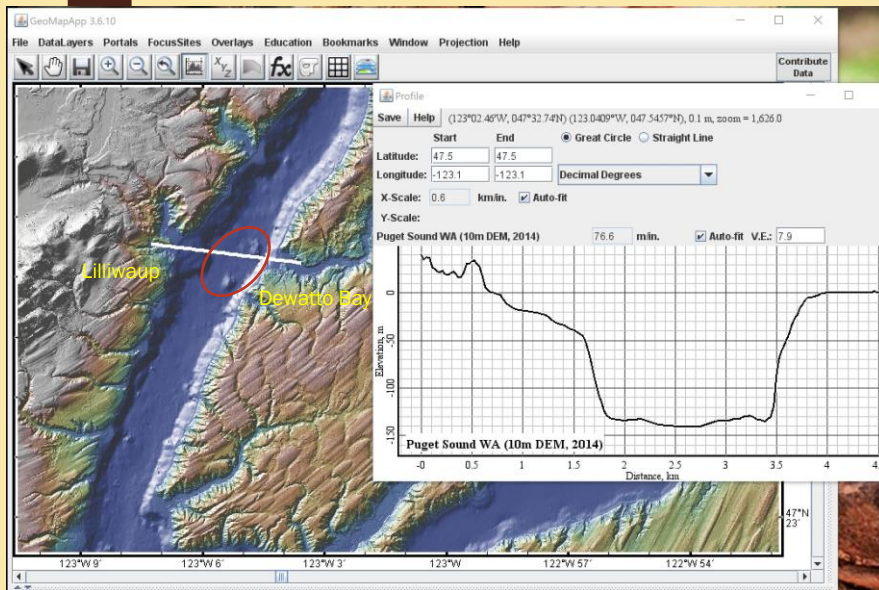 GeoMapApp 3.6.10
File DataLayers Portals FocusSites Overlays Education Bookmarks Window Projection Help
XYZ fx
Contribute Data
Profile
Save Help (123°02.46'W, 047°32.74'N) (123.0409°W, 047.5457°N), 0.1 m, zoom = 1,626.0
Start End Great Circle Straight Line
Latitude: 47.5 47.5
Longitude: -123.1 -123.1 Decimal Degrees
X-Scale: 0.6 km/in. Auto-fit
Y-Scale:
Puget Sound WA (10m DEM, 2014) 76.6 m/in. Auto-fit V.E.: 7.9
Elevation, m
0
-50
-100
-150
Puget Sound WA (10m DEM, 2014)
-0 0.5 1 1.5 2 2.5 3 3.5 4 4.
Distance, km
Lilliwaup
Dewatto Bay
47°N
23'
123°W 9' 123°W 6' 123°W 3' 123°W 122°W 57' 122°W 54'